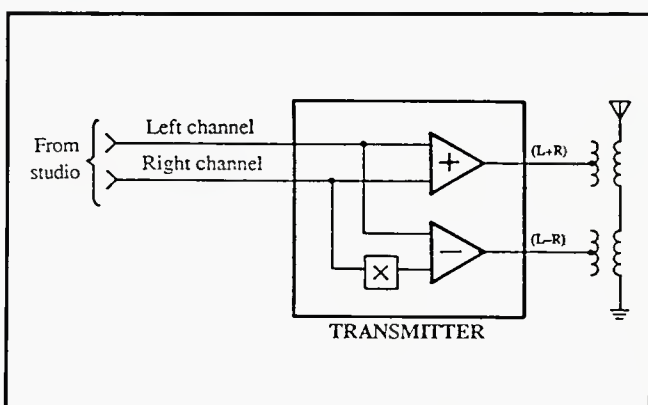 Left channel
From
studio
Right channel
+
(L+R)
−
(L−R)
×
TRANSMITTER